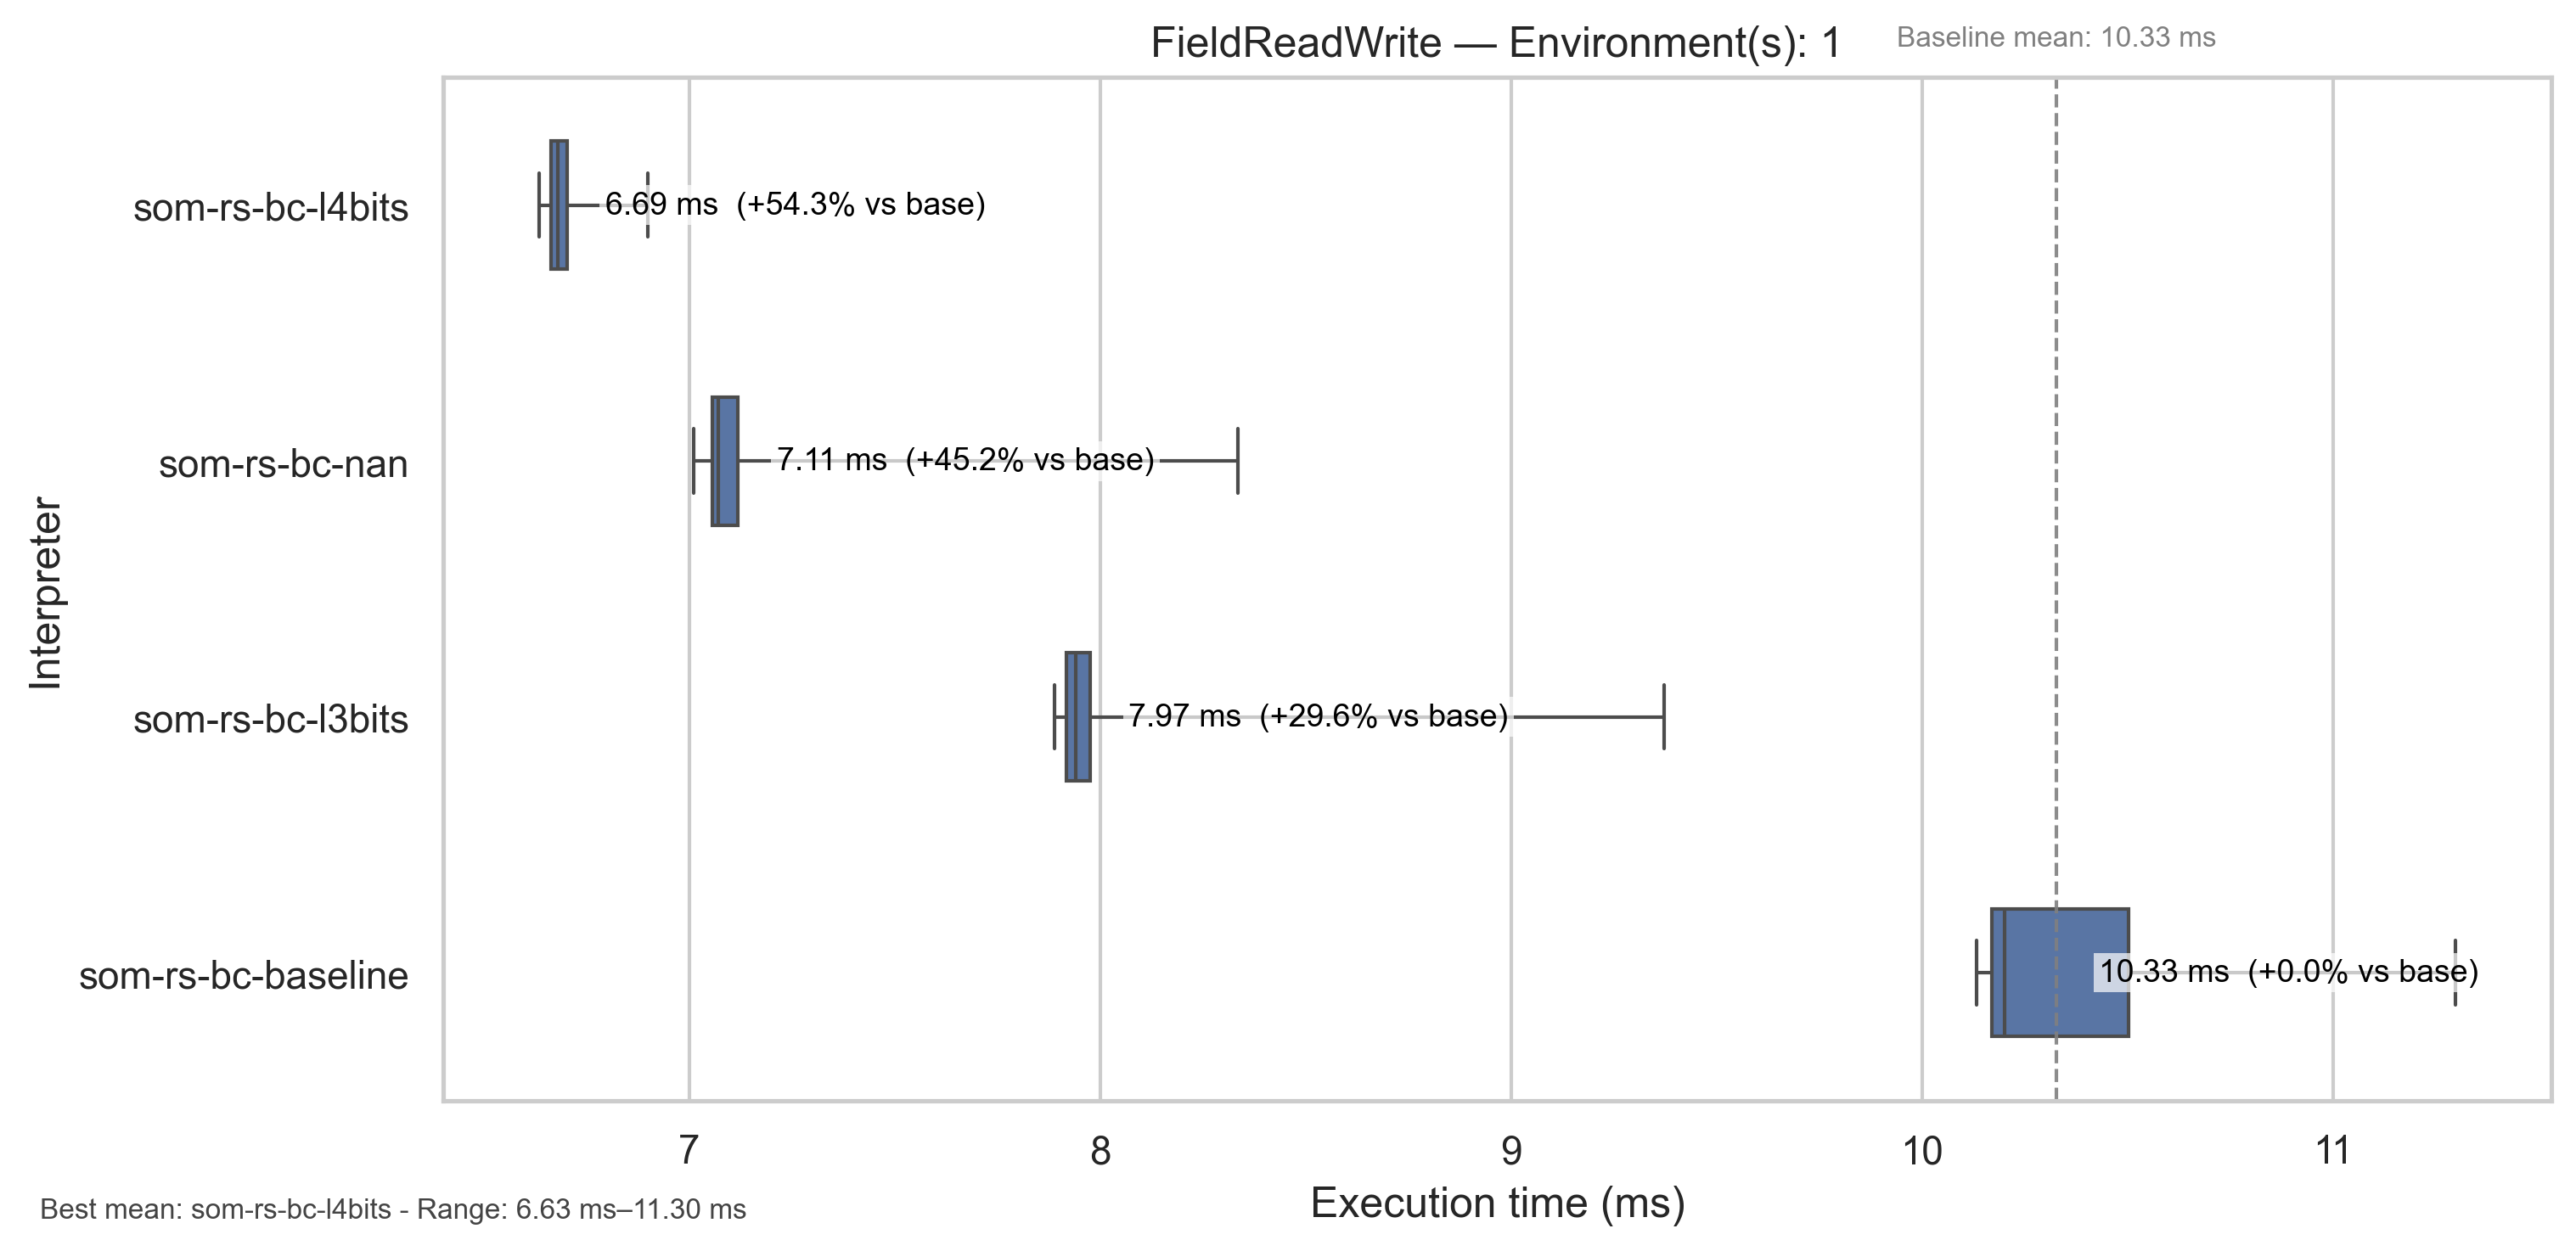 FieldReadWrite — Environment(s): 1
Baseline mean: 10.33 ms
som-rs-bc-l4bits
6.69 ms  (+54.3% vs base)
som-rs-bc-nan
7.11 ms  (+45.2% vs base)
Interpreter
som-rs-bc-l3bits
7.97 ms  (+29.6% vs base)
som-rs-bc-baseline
10.33 ms  (+0.0% vs base)
7 8 9 10 11
Execution time (ms)
Best mean: som-rs-bc-l4bits - Range: 6.63 ms–11.30 ms